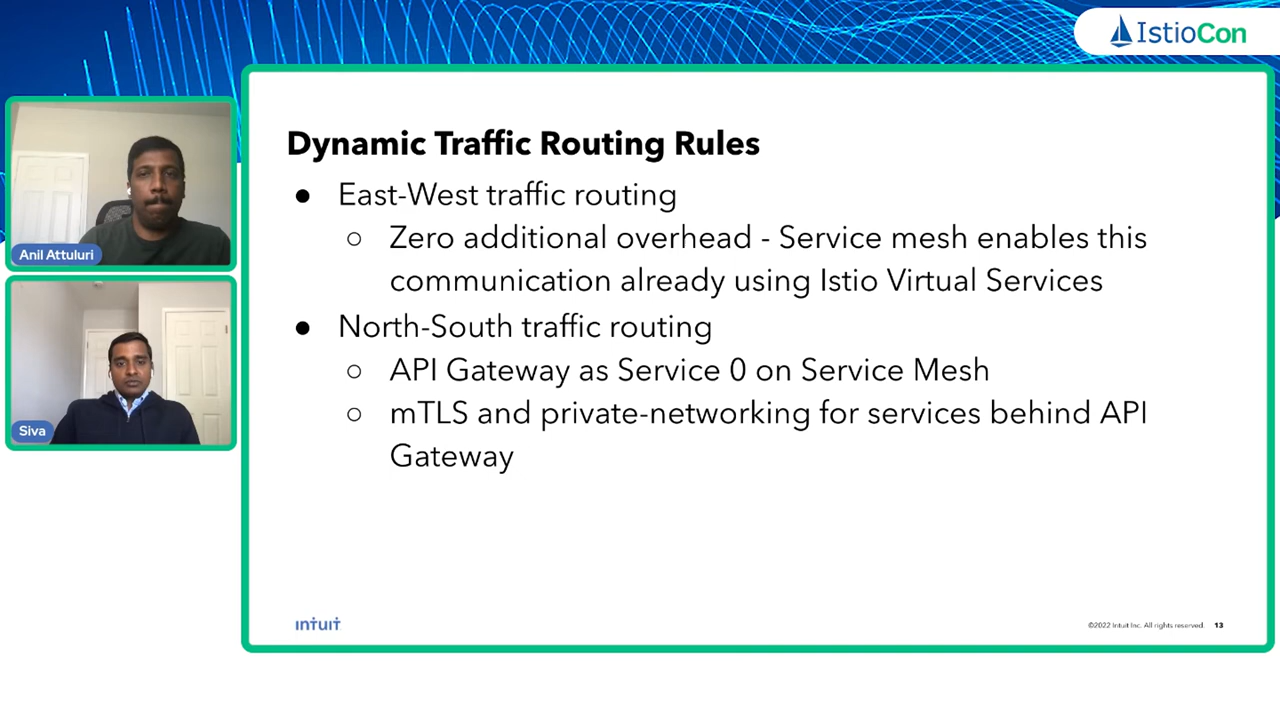 IstioCon
Dynamic Traffic Routing Rules
● East-West traffic routing
○ Zero additional overhead - Service mesh enables this
communication already using Istio Virtual Services
● North-South traffic routing
○ API Gateway as Service 0 on Service Mesh
○ mTLS and private-networking for services behind API
Gateway
Anil Attuluri
Siva
INTUIT
©2022 Intuit Inc. All rights reserved. 13